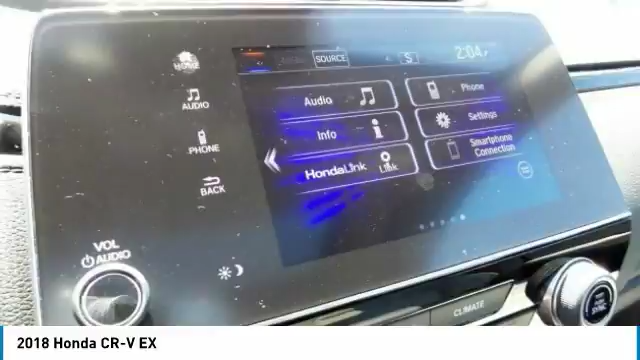 HOME
SOURCE
2:04
AUDIO
Audio
Phone
PHONE
Info
Settings
BACK
HondaLink
Link
Smartphone
Connection
VOL
AUDIO
CLIMATE
2018 Honda CR-V EX